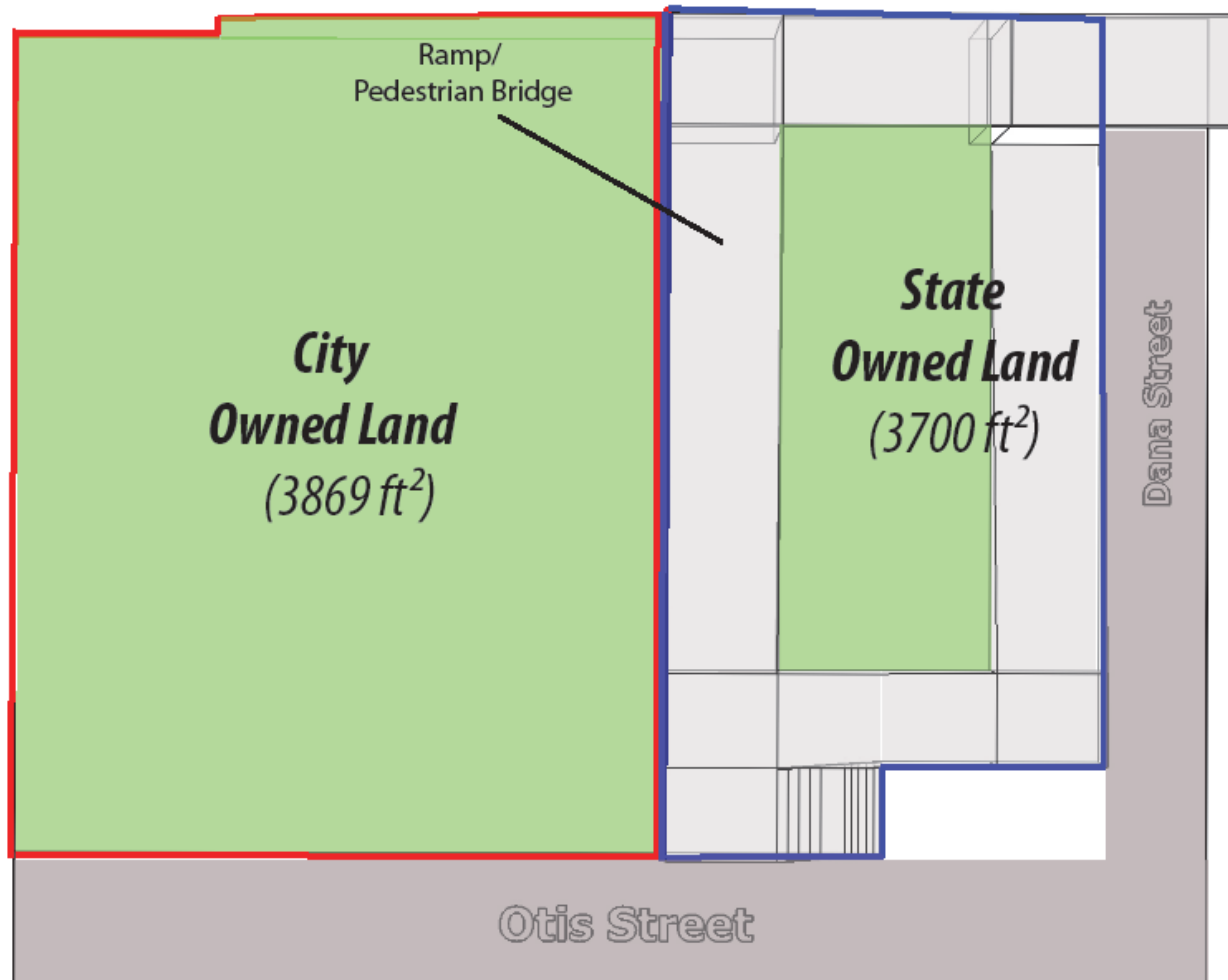 Ramp/
Pedestrian Bridge
City
Owned Land
(3869 ft²)
State
Owned Land
(3700 ft²)
Dana Street
Otis Street